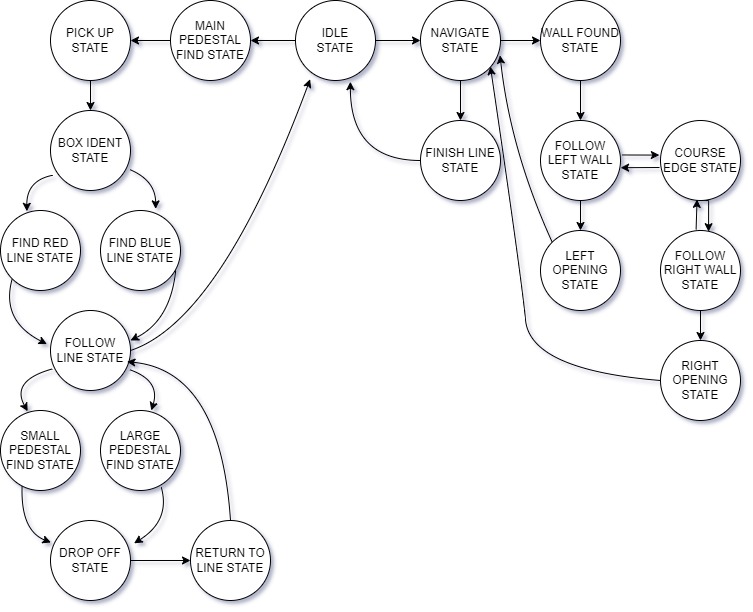 PICK UP
STATE
MAIN
PEDESTAL
FIND STATE
IDLE
STATE
NAVIGATE
STATE
WALL FOUND
STATE
BOX IDENT
STATE
FINISH LINE
STATE
FOLLOW
LEFT WALL
STATE
COURSE
EDGE STATE
FIND RED
LINE STATE
FIND BLUE
LINE STATE
LEFT
OPENING
STATE
FOLLOW
RIGHT WALL
STATE
FOLLOW
LINE STATE
RIGHT
OPENING
STATE
SMALL
PEDESTAL
FIND STATE
LARGE
PEDESTAL
FIND STATE
DROP OFF
STATE
RETURN TO
LINE STATE